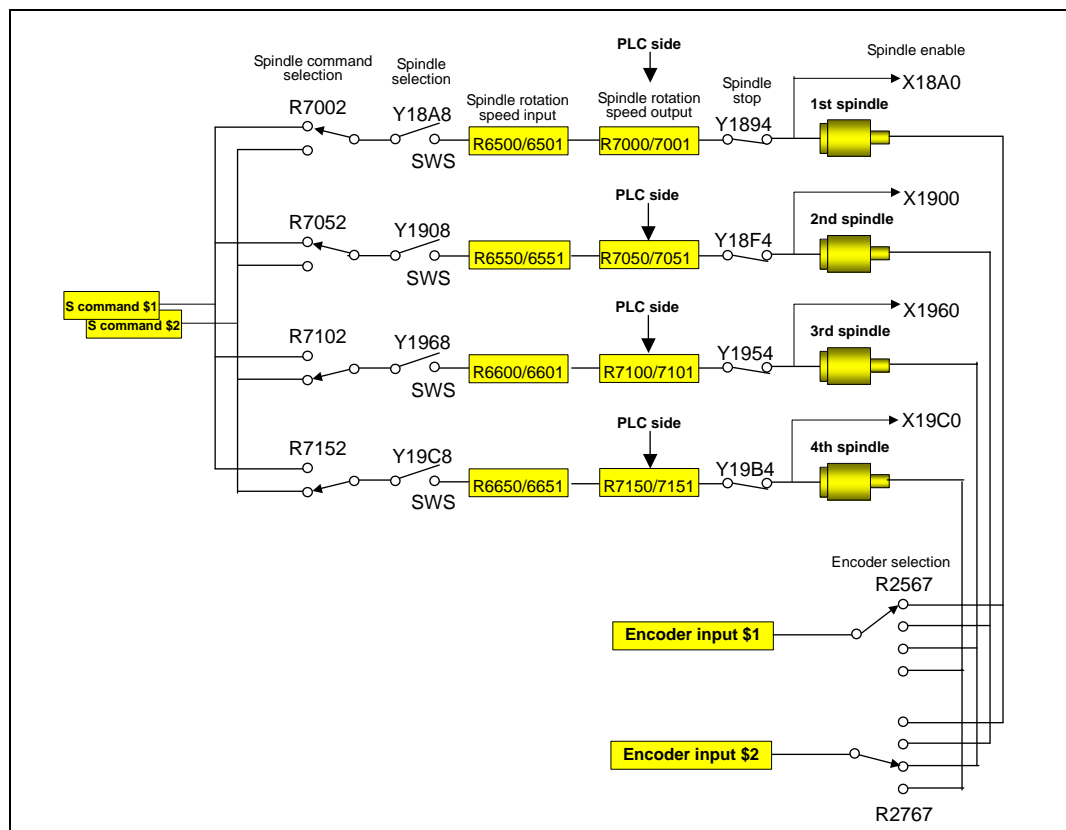 PLC side
Spindle enable
X18A0
Spindle command
selection
Spindle
selection
Spindle rotation
speed input
Spindle rotation
speed output
Spindle
stop
R7002
Y18A8
SWS
R6500/6501
R7000/7001
Y1894
1st spindle
PLC side
X1900
R7052
Y1908
SWS
R6550/6551
R7050/7051
Y18F4
2nd spindle
S command $1
S command $2
PLC side
X1960
R7102
Y1968
SWS
R6600/6601
R7100/7101
Y1954
3rd spindle
PLC side
X19C0
R7152
Y19C8
SWS
R6650/6651
R7150/7151
Y19B4
4th spindle
Encoder selection
R2567
Encoder input $1
Encoder input $2
R2767